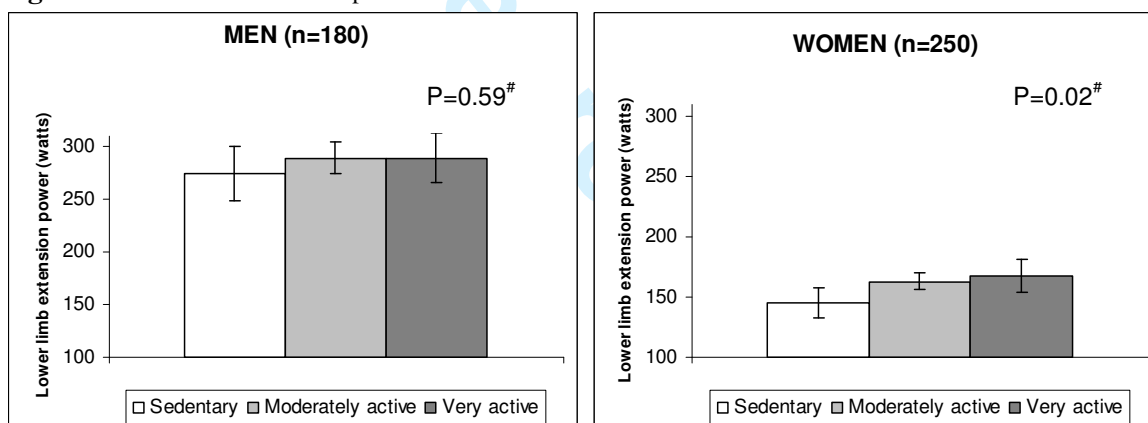 MEN (n=180)
P=0.59#
Lower limb extension power (watts)
300
250
200
150
100
Sedentary Moderately active Very active
WOMEN (n=250)
P=0.02#
Lower limb extension power (watts)
300
250
200
150
100
Sedentary Moderately active Very active